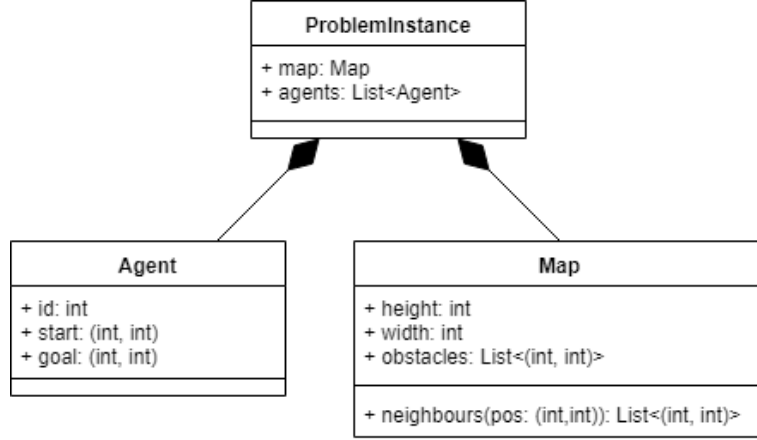 ProblemInstance
+ map: Map
+ agents: List<Agent>
Agent
+ id: int
+ start: (int, int)
+ goal: (int, int)
Map
+ height: int
+ width: int
+ obstacles: List<(int, int)>
+ neighbours(pos: (int,int)): List<(int, int)>